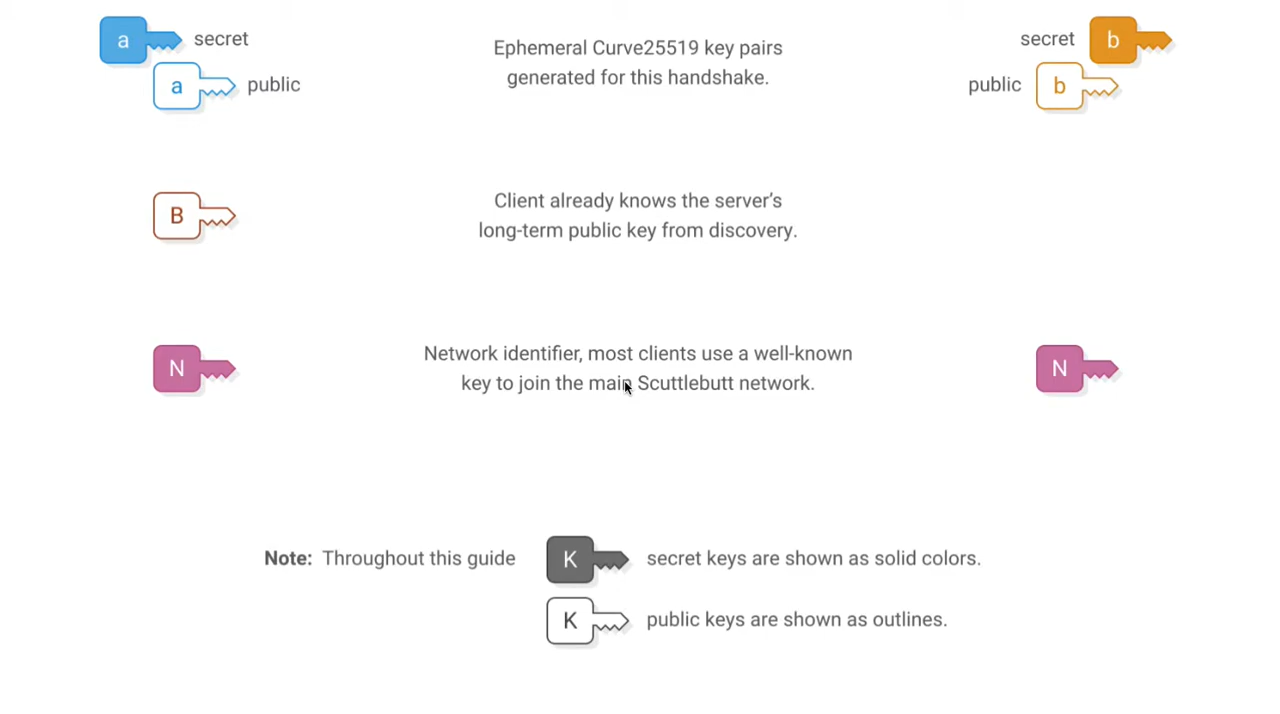 a secret
Ephemeral Curve25519 key pairs
generated for this handshake.
secret b
a public
public b
B
Client already knows the server’s
long-term public key from discovery.
N
Network identifier, most clients use a well-known
key to join the main Scuttlebutt network.
N
Note: Throughout this guide K secret keys are shown as solid colors.
K public keys are shown as outlines.